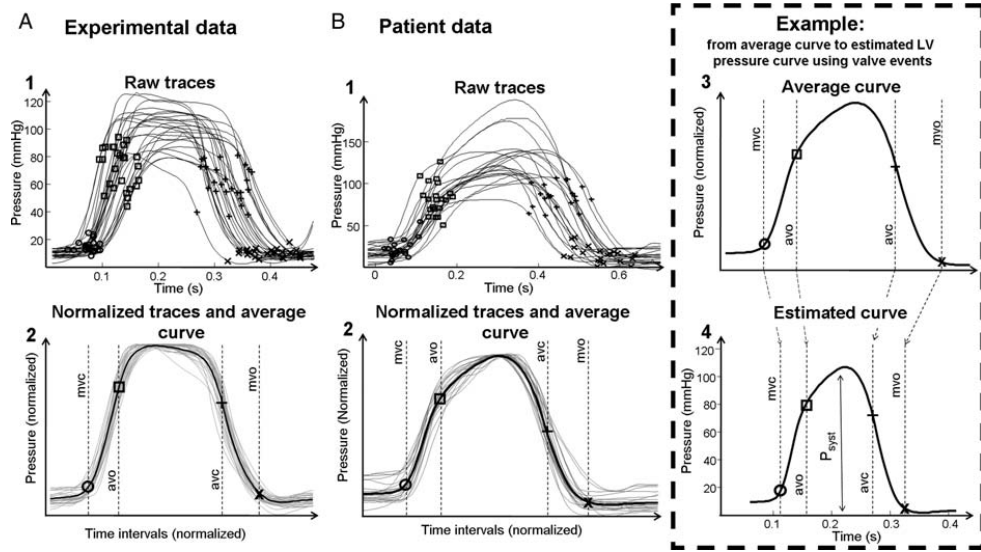 A
Experimental data
1
Raw traces
Pressure (mmHg)
120
100
80
60
40
20
0.1
0.2
0.3
0.4
Time (s)
Normalized traces and average
curve
2
Pressure (normalized)
mvc
avo
avc
mvo
Time intervals (normalized)
B
Patient data
1
Raw traces
Pressure (mmHg)
200
150
100
50
0
0.2
0.4
0.6
Time (s)
Normalized traces and average
curve
2
Pressure (Normalized)
mvc
avo
avc
mvo
Time intervals (normalized)
Example:
from average curve to estimated LV
pressure curve using valve events
3
Average curve
Pressure (normalized)
mvc
avo
avc
mvo
Time (s)
4
Estimated curve
Pressure (mmHg)
120
100
80
60
40
20
mvc
avo
Psyst
avc
mvo
0.1
0.2
0.3
0.4
Time (s)